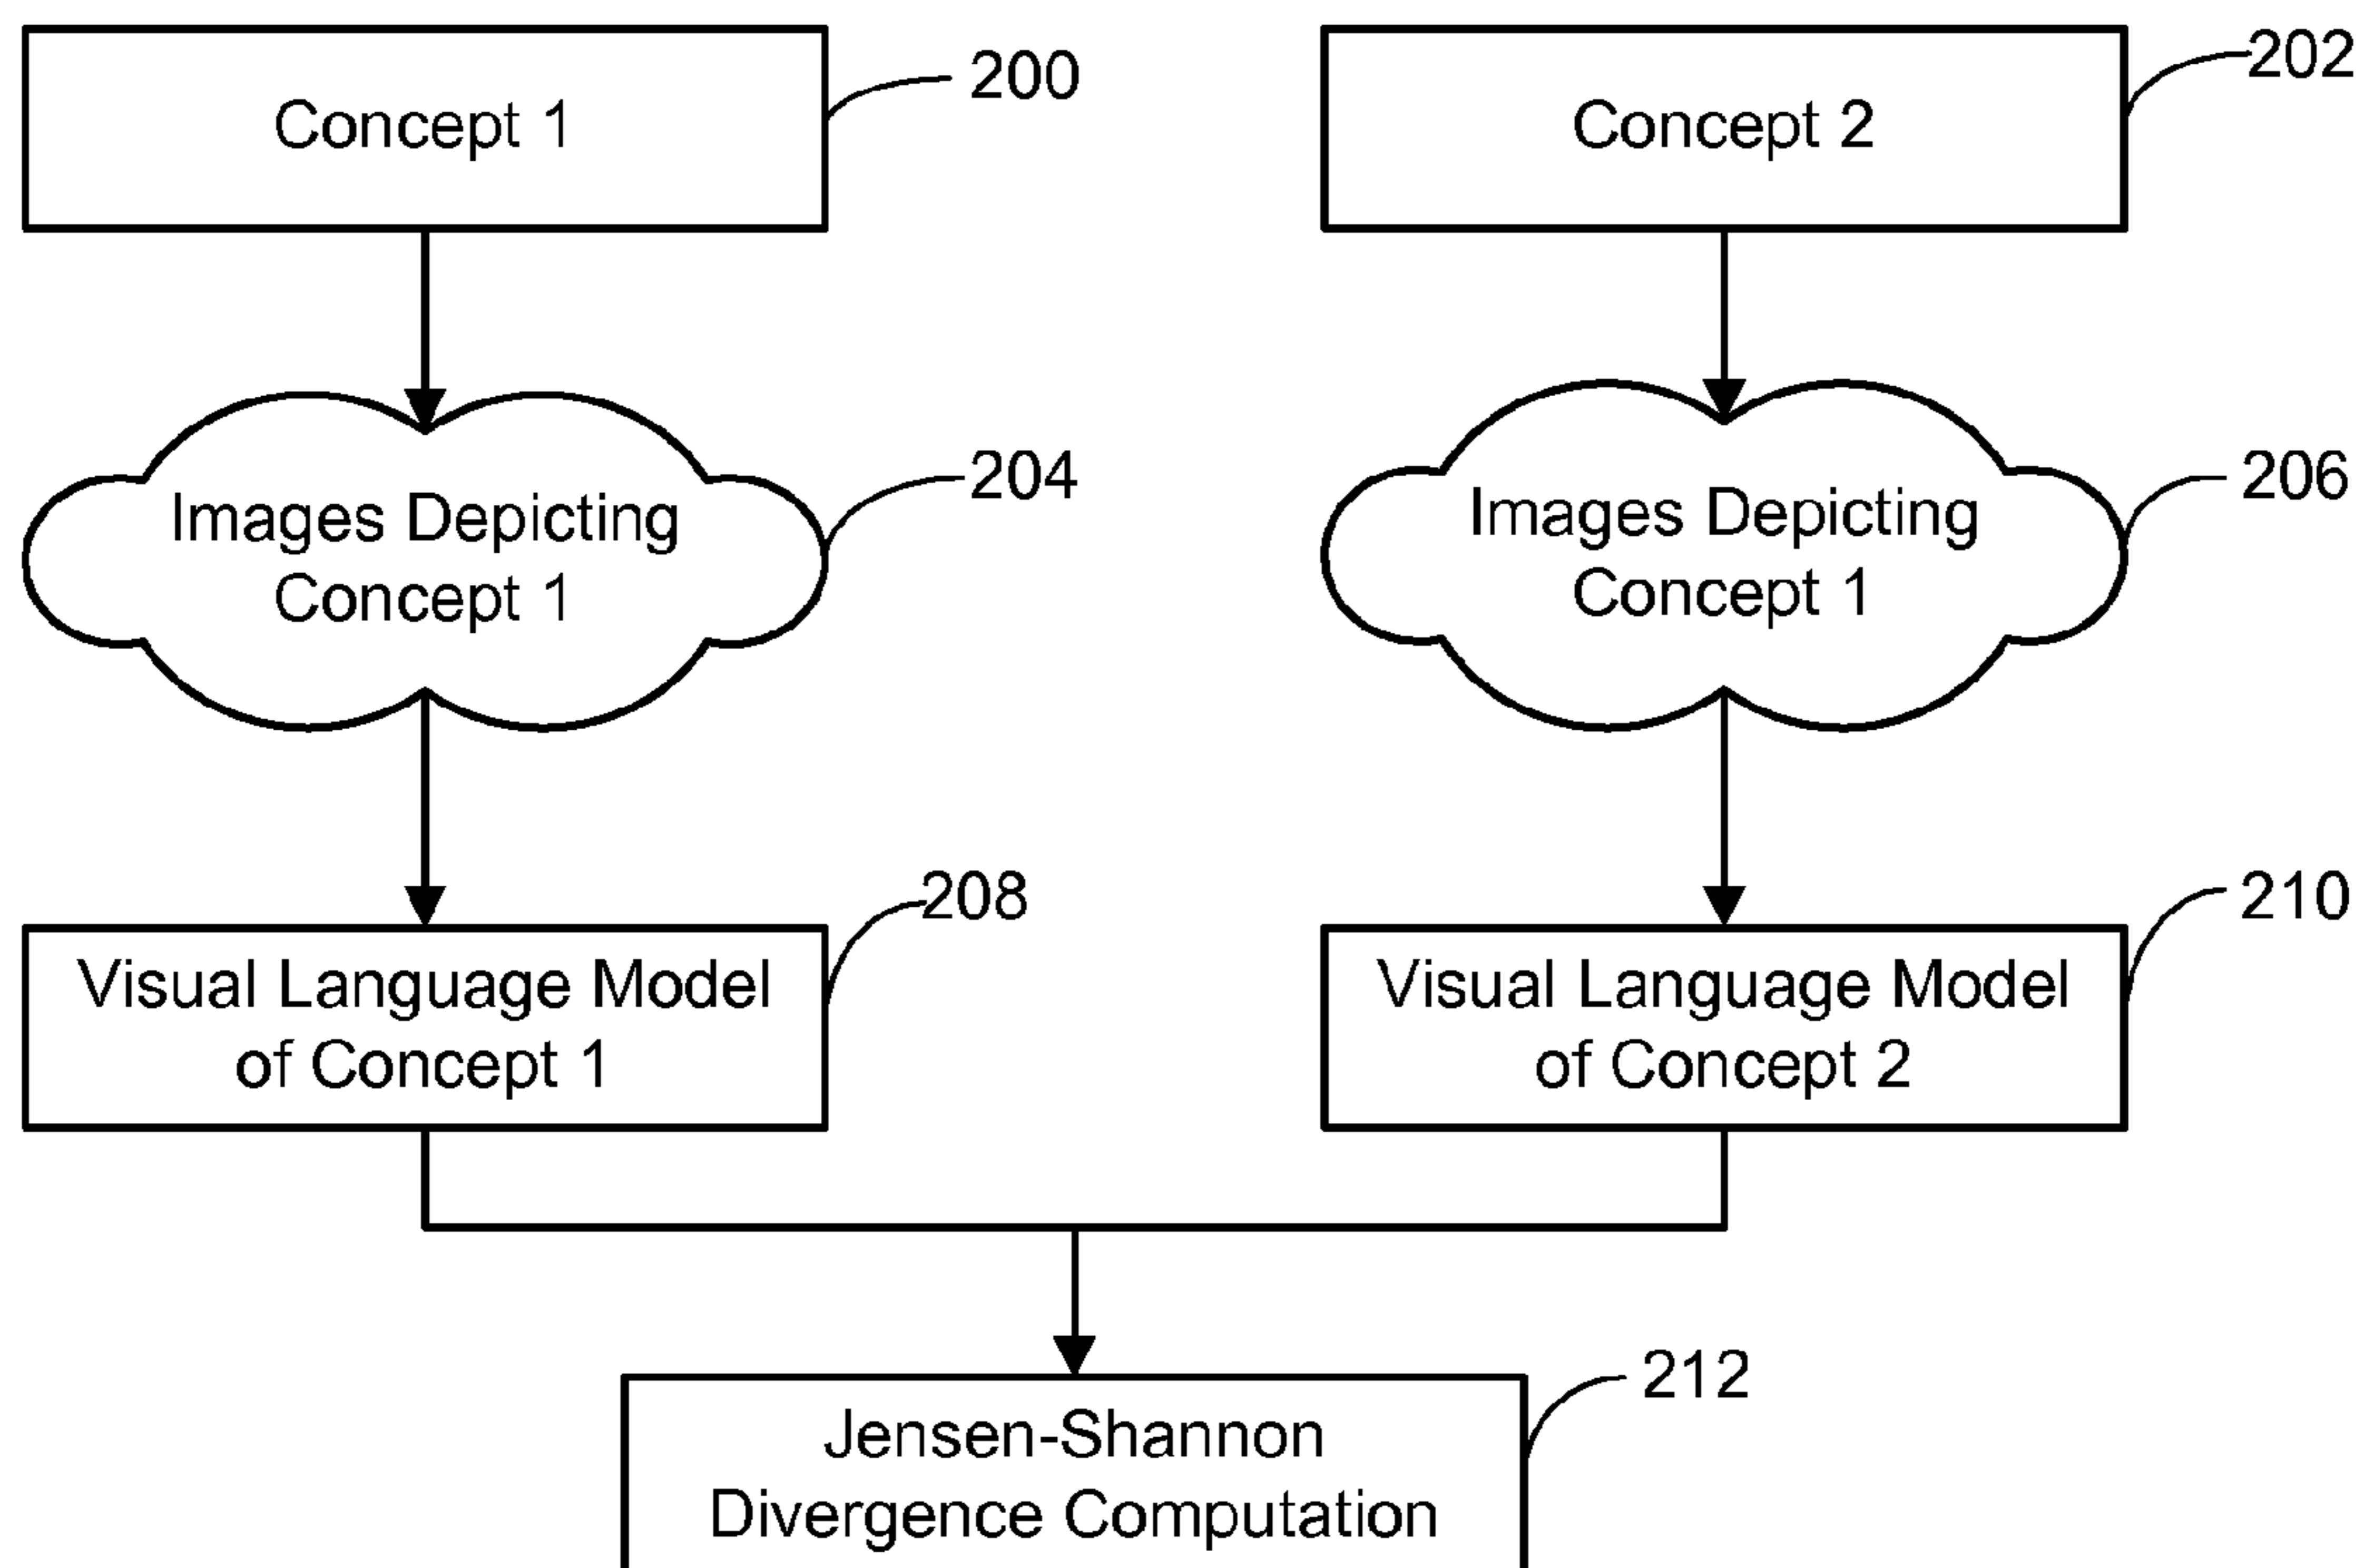 Concept 1
200
Concept 2
202
Images Depicting
Concept 1
204
Images Depicting
Concept 1
206
Visual Language Model
of Concept 1
208
Visual Language Model
of Concept 2
210
Jensen-Shannon
Divergence Computation
212